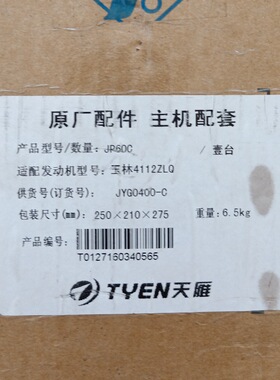 原厂配件 主机配套
产品型号/数量: JP60C /壹台
适配发动机型号: 玉林4112ZLQ
供货号(订货号): JYG0400-C
包装尺寸(mm): 250×210×275 重量: 6.5kg
产品编号:
T0127160340565
TYEN天雁